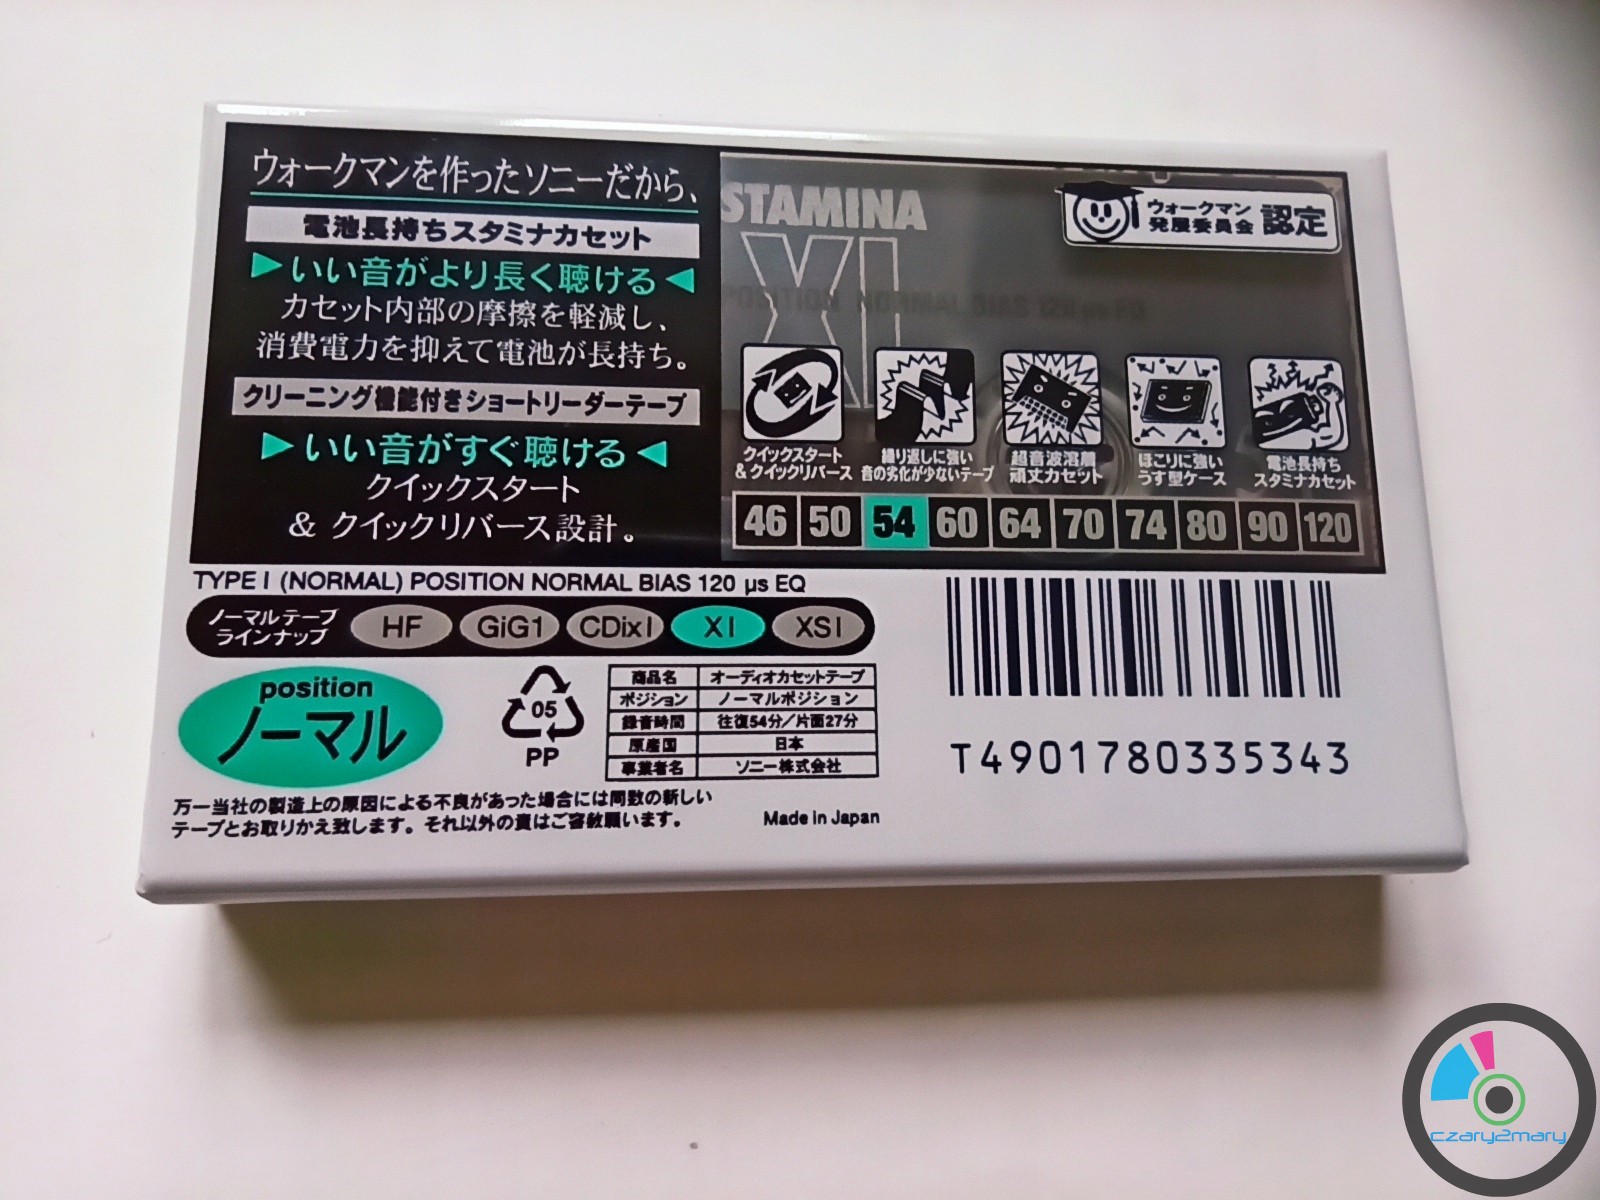 ウォークマンを作ったソニーだから、
電池長持ちスタミナカセット
▶いい音がより長く聴ける◀
カセット内部の摩擦を軽減し、
消費電力を抑えて電池が長持ち。
クリーニング機能付きショートリーダーテープ
▶いい音がすぐ聴ける◀
クイックスタート
& クイックリバース設計。
STAMINA
XI
POSITION NORMAL BIAS 120 μs EQ
ウォークマン
発展委員会
認定
クイックスタート
&クイックリバース
繰り返しに強い
音の劣化が少ないテープ
超音波溶着
頑丈カセット
ほこりに強い
うす型ケース
電池長持ち
スタミナカセット
46 50 54 60 64 70 74 80 90 120
TYPE I (NORMAL) POSITION NORMAL BIAS 120 μs EQ
ノーマルテープ
ラインナップ
HF GiG1 CDixI XI XSI
position
ノーマル
05
PP
商品名 オーディオカセットテープ
ポジション ノーマルポジション
録音時間 往復54分／片面27分
原産国 日本
事業者名 ソニー株式会社
T4901780335343
万一当社の製造上の原因による不良があった場合には同数の新しい
テープとお取りかえ致します。それ以外の責はご容赦願います。
Made in Japan
czary2mary